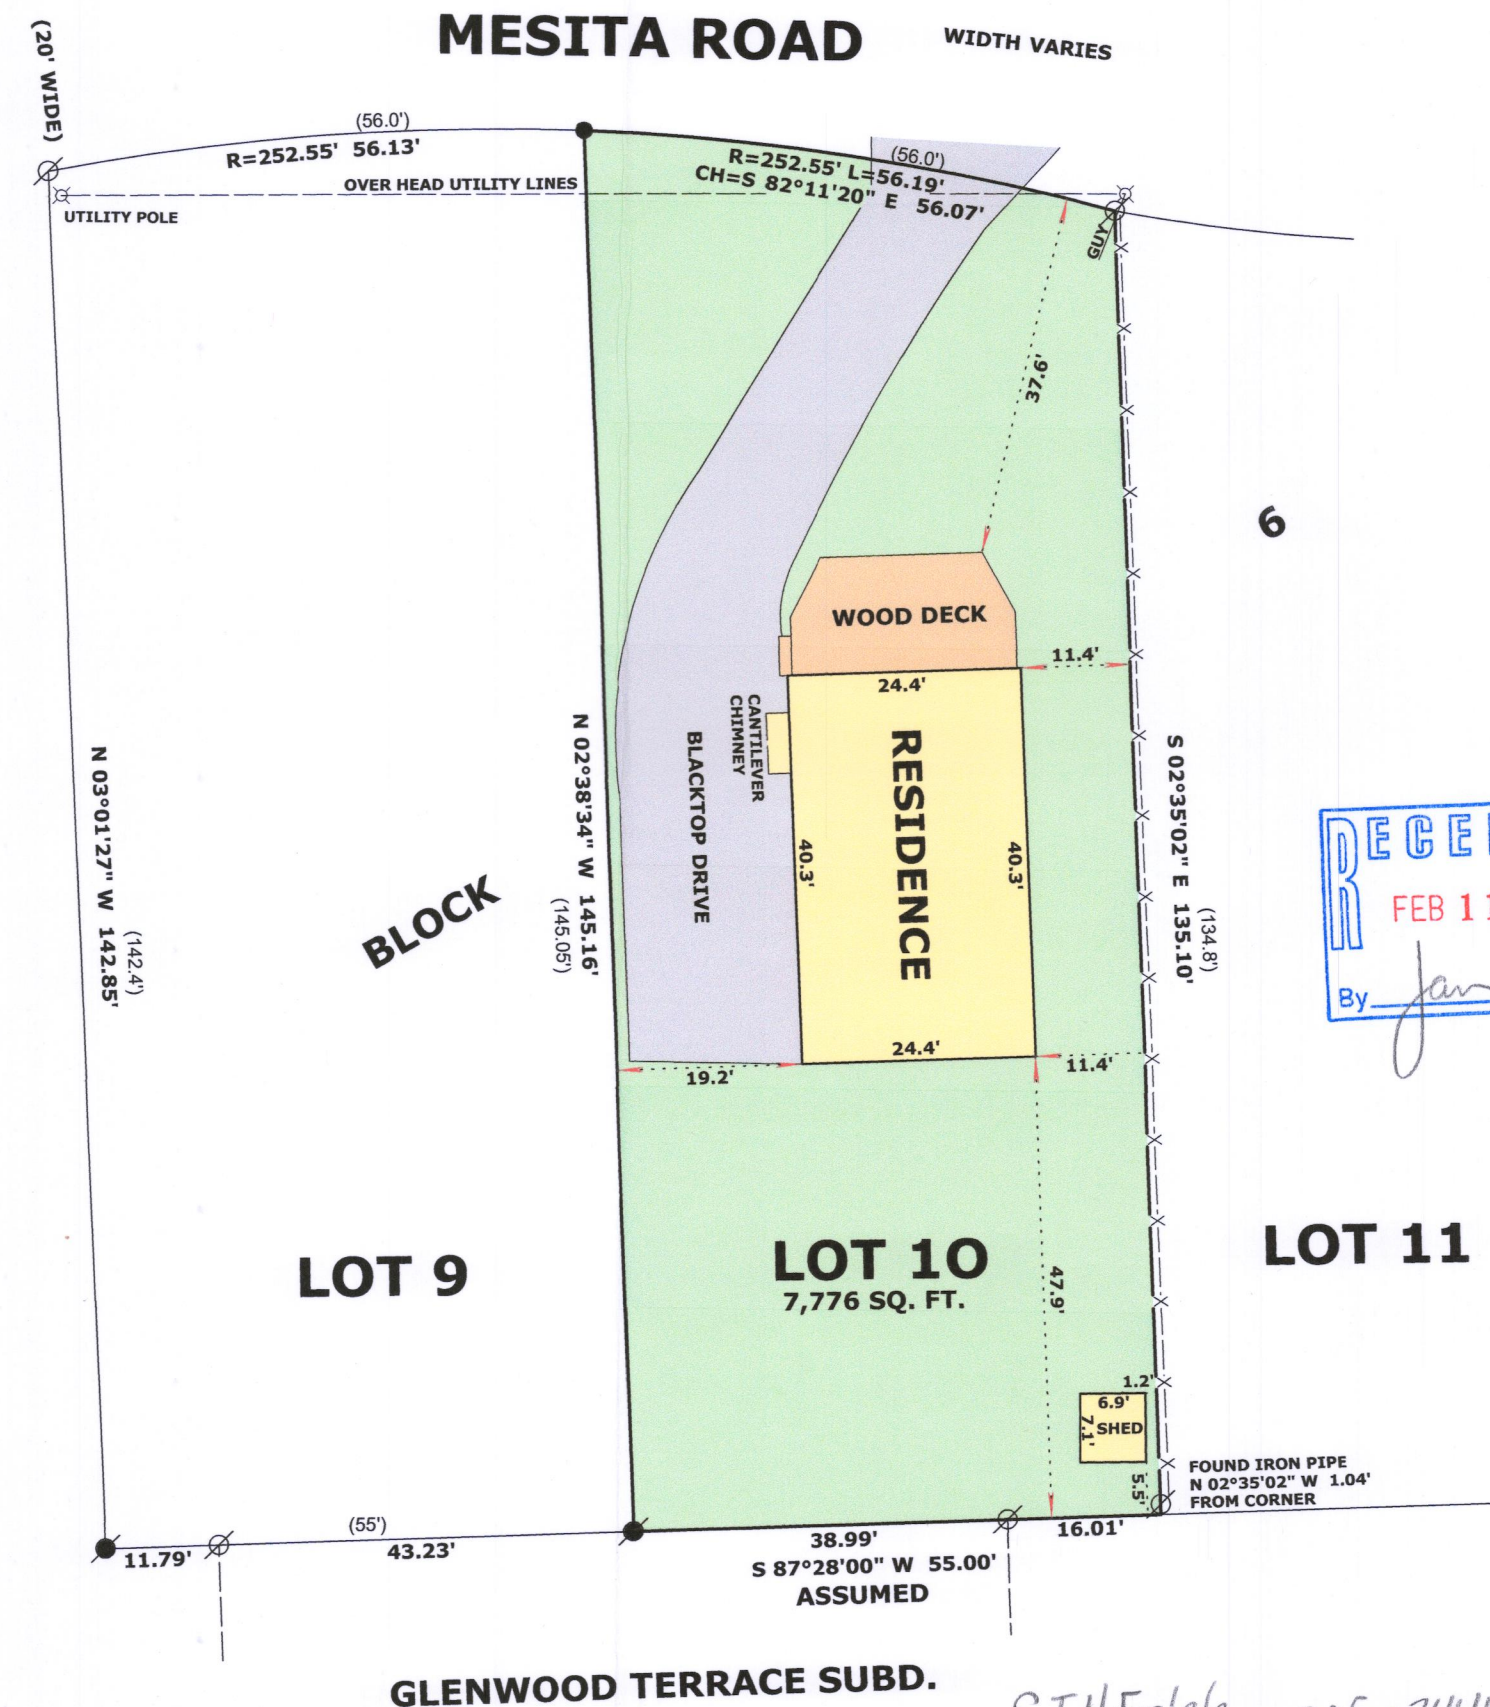 MESITA ROAD
WIDTH VARIES
(20' WIDE)
(56.0')
R=252.55' 56.13'
OVER HEAD UTILITY LINES
UTILITY POLE
(56.0')
R=252.55' L=56.19'
CH=S 82°11'20" E 56.07'
GUY
37.6'
6
WOOD DECK
11.4'
24.4'
CANTILEVER
CHIMNEY
BLACKTOP DRIVE
RESIDENCE
40.3'
40.3'
N 03°01'27" W 142.85'
(142.4')
BLOCK
N 02°38'34" W 145.16'
(145.05')
S 02°35'02" E 135.10'
(134.8')
RECE
FEB 11
By
24.4'
19.2'
11.4'
LOT 9
LOT 10
7,776 SQ. FT.
47.9'
LOT 11
1.2'
6.9'
7.1'
SHED
5.5'
FOUND IRON PIPE
N 02°35'02" W 1.04'
FROM CORNER
(55')
11.79'
43.23'
38.99'
16.01'
S 87°28'00" W 55.00'
ASSUMED
GLENWOOD TERRACE SUBD.